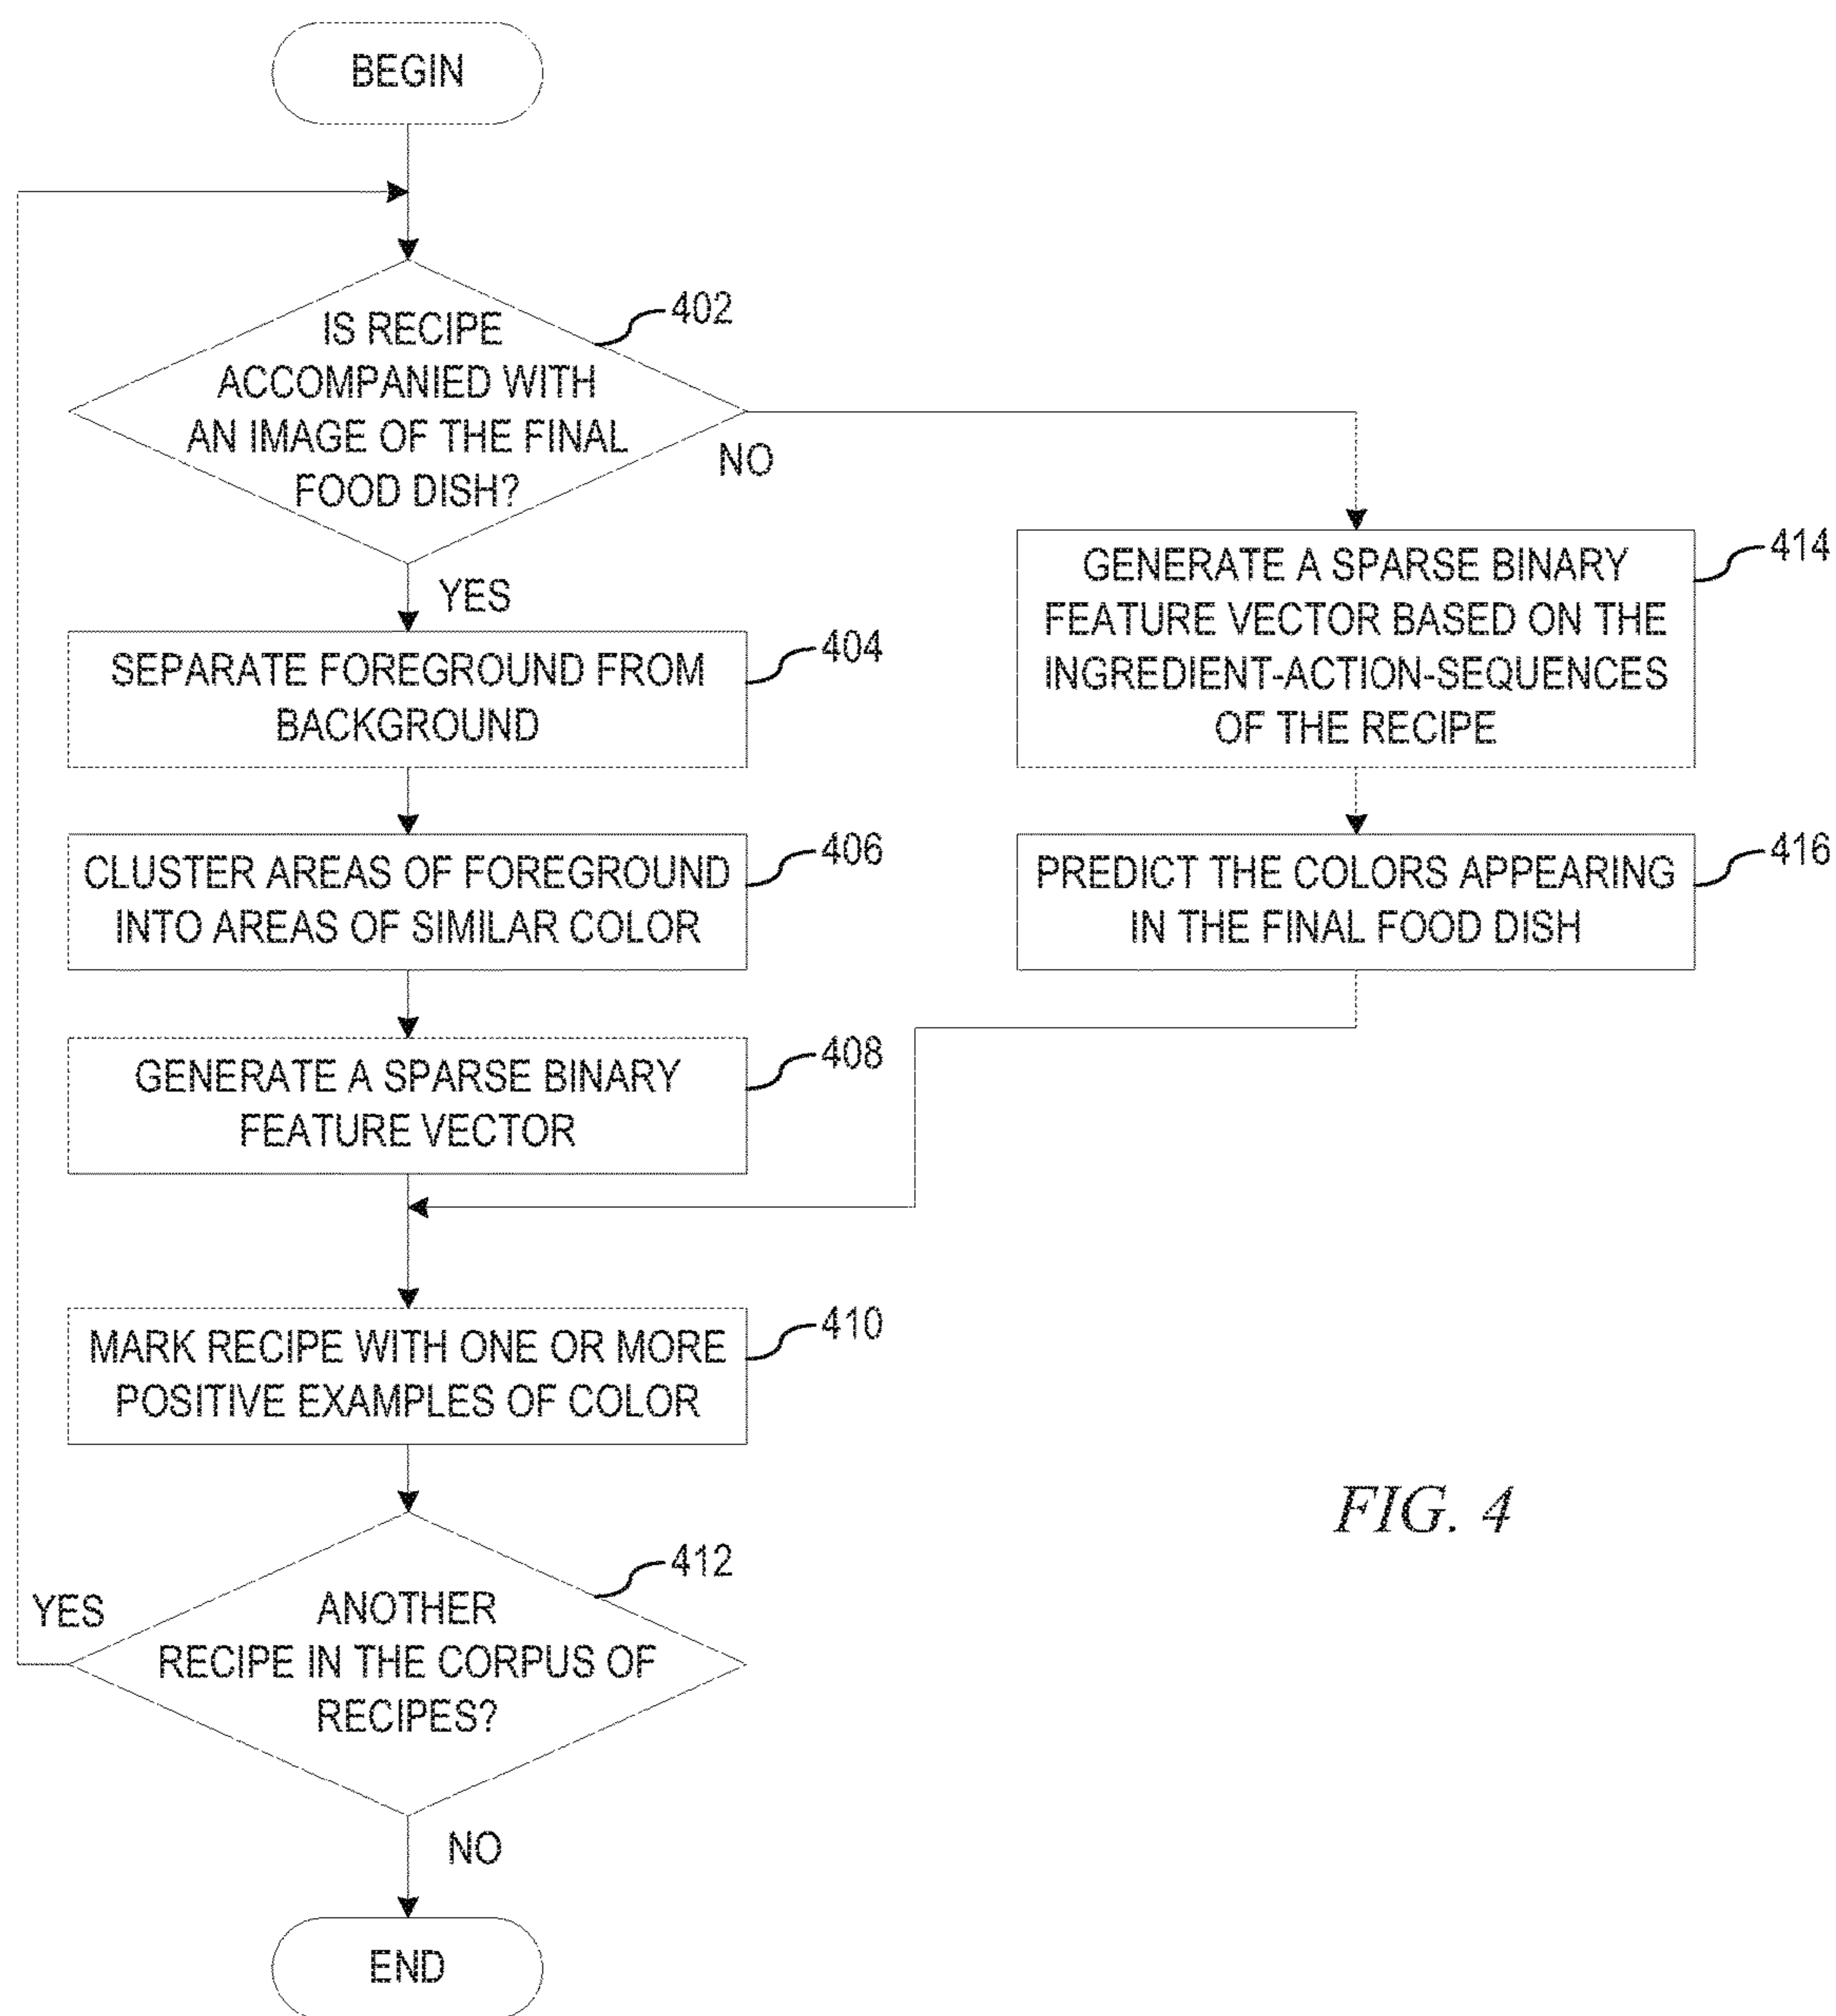 BEGIN
IS RECIPE
ACCOMPANIED WITH
AN IMAGE OF THE FINAL
FOOD DISH?
402
NO
YES
SEPARATE FOREGROUND FROM
BACKGROUND
404
CLUSTER AREAS OF FOREGROUND
INTO AREAS OF SIMILAR COLOR
406
GENERATE A SPARSE BINARY
FEATURE VECTOR
408
GENERATE A SPARSE BINARY
FEATURE VECTOR BASED ON THE
INGREDIENT-ACTION-SEQUENCES
OF THE RECIPE
414
PREDICT THE COLORS APPEARING
IN THE FINAL FOOD DISH
416
MARK RECIPE WITH ONE OR MORE
POSITIVE EXAMPLES OF COLOR
410
ANOTHER
RECIPE IN THE CORPUS OF
RECIPES?
412
YES
NO
END
FIG. 4